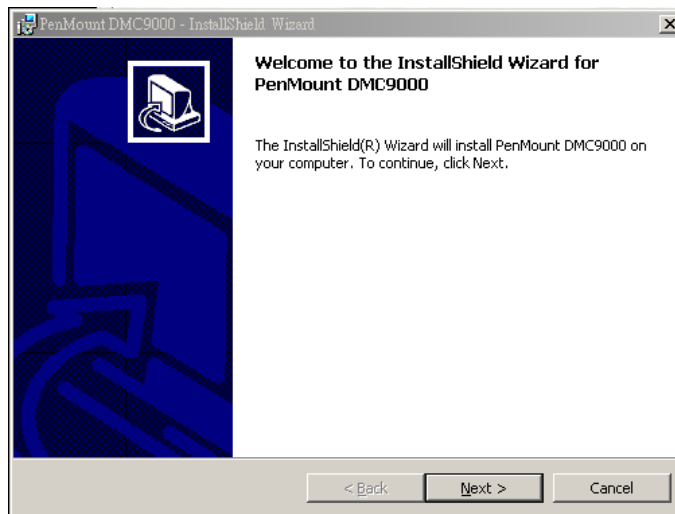 PenMount DMC9000 - InstallShield Wizard
Welcome to the InstallShield Wizard for
PenMount DMC9000
The InstallShield(R) Wizard will install PenMount DMC9000 on
your computer. To continue, click Next.
< Back
Next >
Cancel